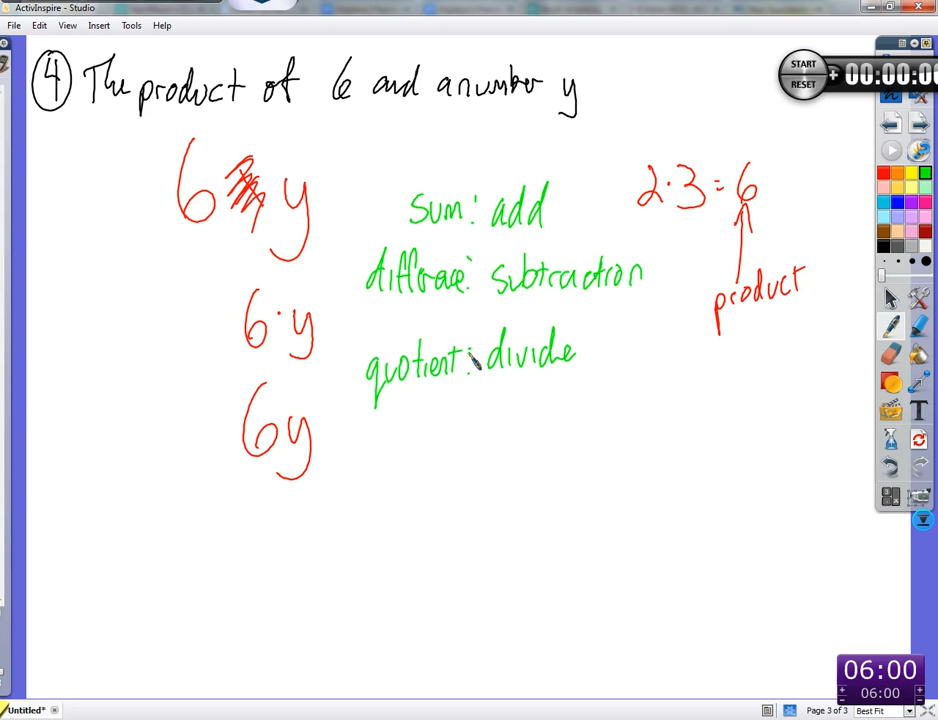 ActivInspire - Studio
File Edit View Insert Tools
START
RESET
00:00:0
④ The product of 6 and a number y
6 y
6·y
6y
sum: add
difference: subtraction
quotient: divide
2·3=6
product
06:00
06:00
Untitled*
Page 3 of 3
Best Fit